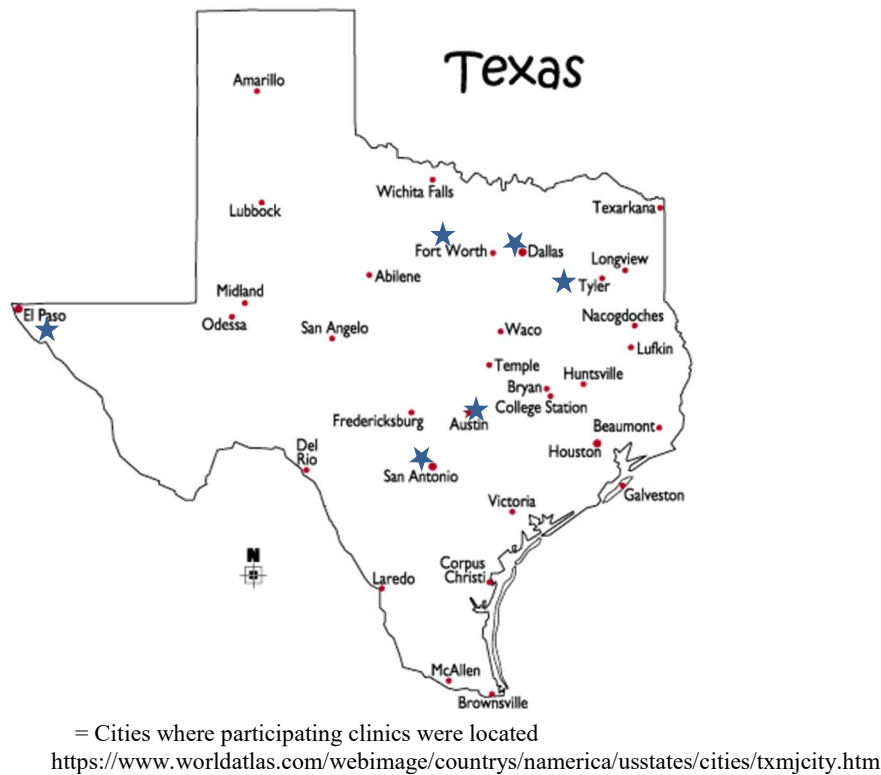 Texas
Amarillo
Wichita Falls
Lubbock
Texarkana
Fort Worth
Dallas
Longview
Abilene
Tyler
Midland
El Paso
Nacogdoches
Odessa
San Angelo
Waco
Lufkin
Temple
Huntsville
Bryan
College Station
Fredericksburg
Austin
Beaumont
Houston
Del
Rio
San Antonio
Galveston
Victoria
N
Corpus
Christi
Laredo
McAllen
Brownsville
= Cities where participating clinics were located
https://www.worldatlas.com/webimage/countrys/namerica/usstates/cities/txmjcity.htm